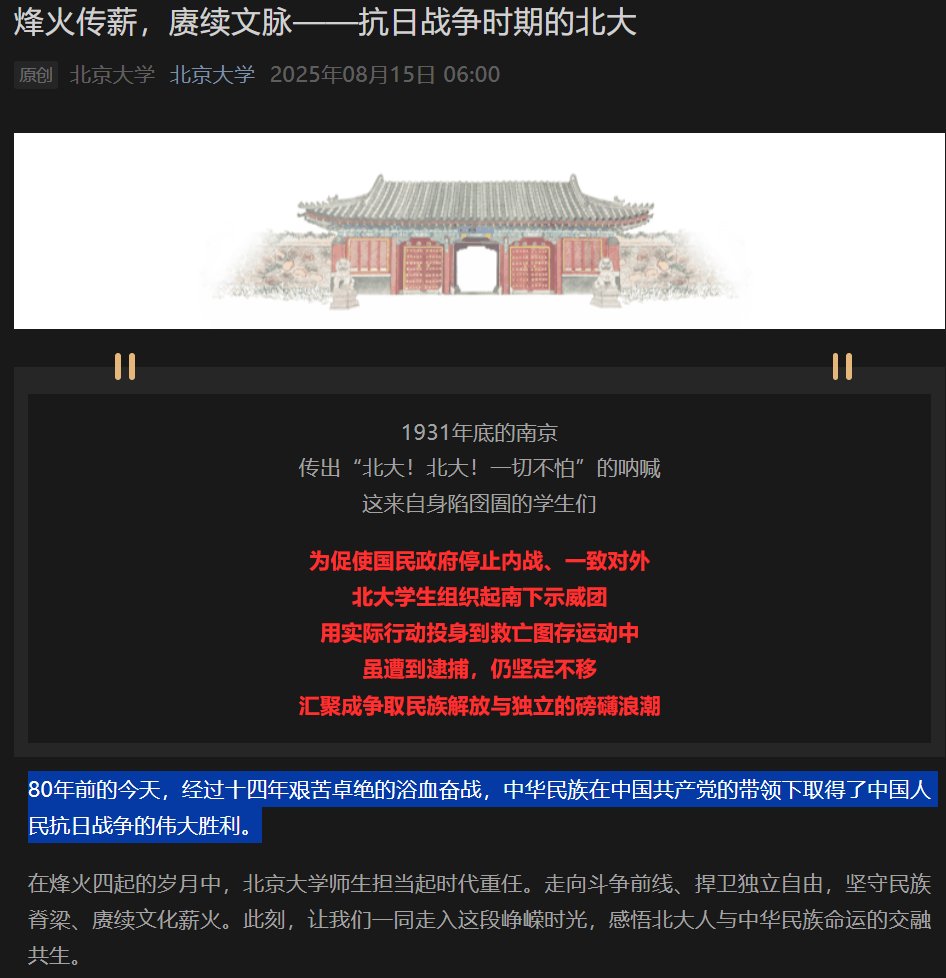 烽火传薪，赓续文脉——抗日战争时期的北大
原创 北京大学 北京大学 2025年08月15日 06:00
1931年底的南京
传出“北大！北大！一切不怕”的呐喊
这来自身陷囹圄的学生们
为促使国民政府停止内战、一致对外
北大学生组织起南下示威团
用实际行动投身到救亡图存运动中
虽遭到逮捕，仍坚定不移
汇聚成争取民族解放与独立的磅礴浪潮
80年前的今天，经过十四年艰苦卓绝的浴血奋战，中华民族在中国共产党的带领下取得了中国人
民抗日战争的伟大胜利。
在烽火四起的岁月中，北京大学师生担当起时代重任。走向斗争前线、捍卫独立自由，坚守民族
脊梁、赓续文化薪火。此刻，让我们一同走入这段峥嵘时光，感悟北大人与中华民族命运的交融
共生。